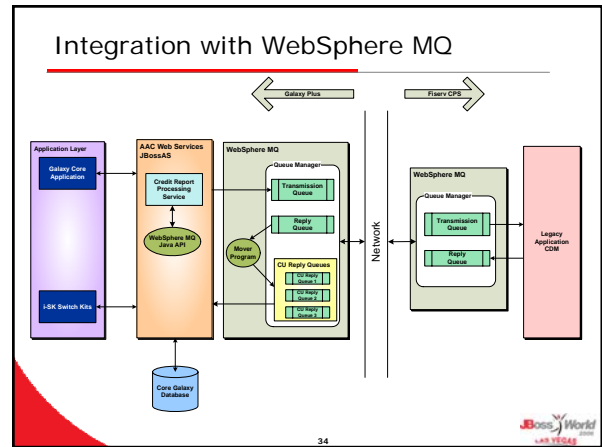 Integration with WebSphere MQ
Galaxy Plus
Fiserv CPS
Application Layer
Galaxy Core
Application
i-SK Switch Kits
AAC Web Services
JBossAS
Credit Report
Processing
Service
WebSphere MQ
Java API
Core Galaxy
Database
WebSphere MQ
Queue Manager
Transmission
Queue
Reply
Queue
Mover
Program
CU Reply Queues
CU Reply
Queue 1
CU Reply
Queue 2
CU Reply
Queue 3
Network
WebSphere MQ
Queue Manager
Transmission
Queue
Reply
Queue
Legacy
Application
CDM
34
JBoss World
LAS VEGAS